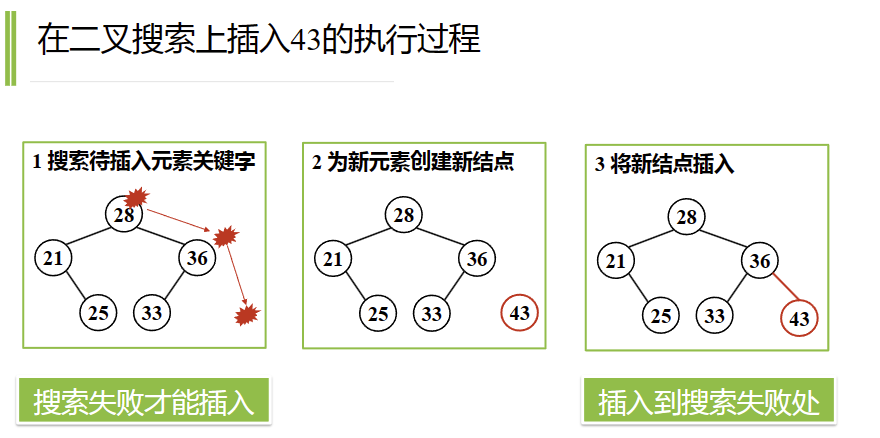 在二叉搜索上插入43的执行过程
1 搜索待插入元素关键字
28
21
36
25
33
2 为新元素创建新结点
28
21
36
25
33
43
3 将新结点插入
28
21
36
25
33
43
搜索失败才能插入
插入到搜索失败处